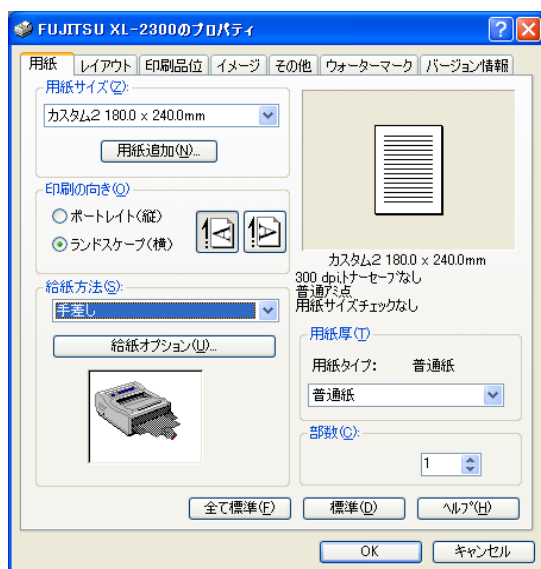 FUJITSU XL-2300のプロパティ
用紙 レイアウト 印刷品位 イメージ その他 ウォーターマーク バージョン情報
用紙サイズ(Z):
カスタム2 180.0 x 240.0mm
用紙追加(N)...
印刷の向き(O)
ポートレイト(縦)
ランドスケープ(横)
給紙方法(S):
手差し
給紙オプション(U)...
カスタム2 180.0 x 240.0mm
300 dpi,トナーセーブなし
普通アミ点
用紙サイズチェックなし
用紙厚(T)
用紙タイプ: 普通紙
普通紙
部数(C):
1
全て標準(F) 標準(D) ヘルプ(H)
OK キャンセル